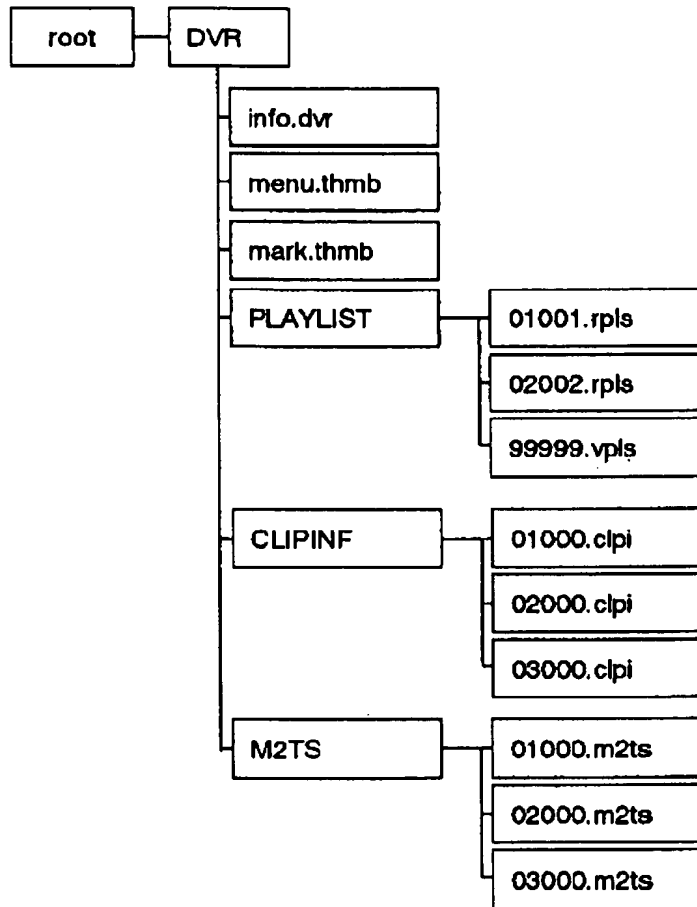 root
DVR
info.dvr
menu.thmb
mark.thmb
PLAYLIST
01001.rpls
02002.rpls
99999.vpls
CLIPINF
01000.clpi
02000.clpi
03000.clpi
M2TS
01000.m2ts
02000.m2ts
03000.m2ts